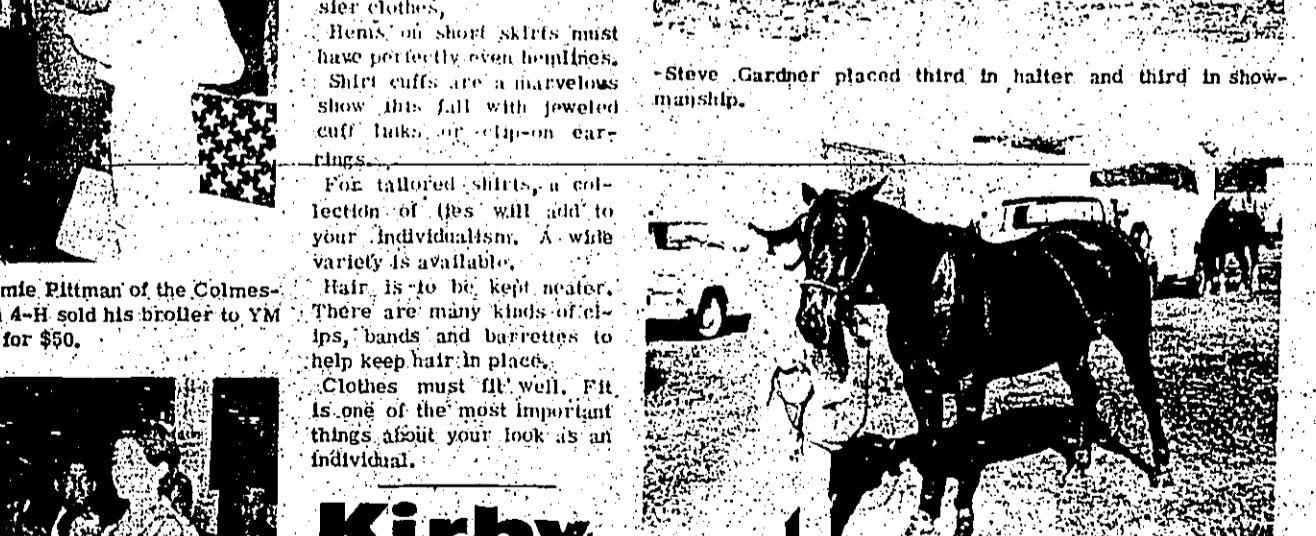 sier clothes,
Hems on short skirts must
have perfectly even hemlines.
Shirt cuffs are a marvelous
show this fall with jeweled
cuff links or clip-on ear-
rings.
For tailored shirts, a col-
lection of ties will add to
your individualism. A wide
variety is available.
Hair is to be kept neater.
There are many kinds of cl-
ips, bands and barrettes to
help keep hair in place.
Clothes must fit well. Fit
is one of the most important
things about your look as an
individual.
Kirby
mie Pittman of the Colmes-
4-H sold his broiler to YM
for $50.
-Steve Gardner placed third in halter and third in show-
manship.